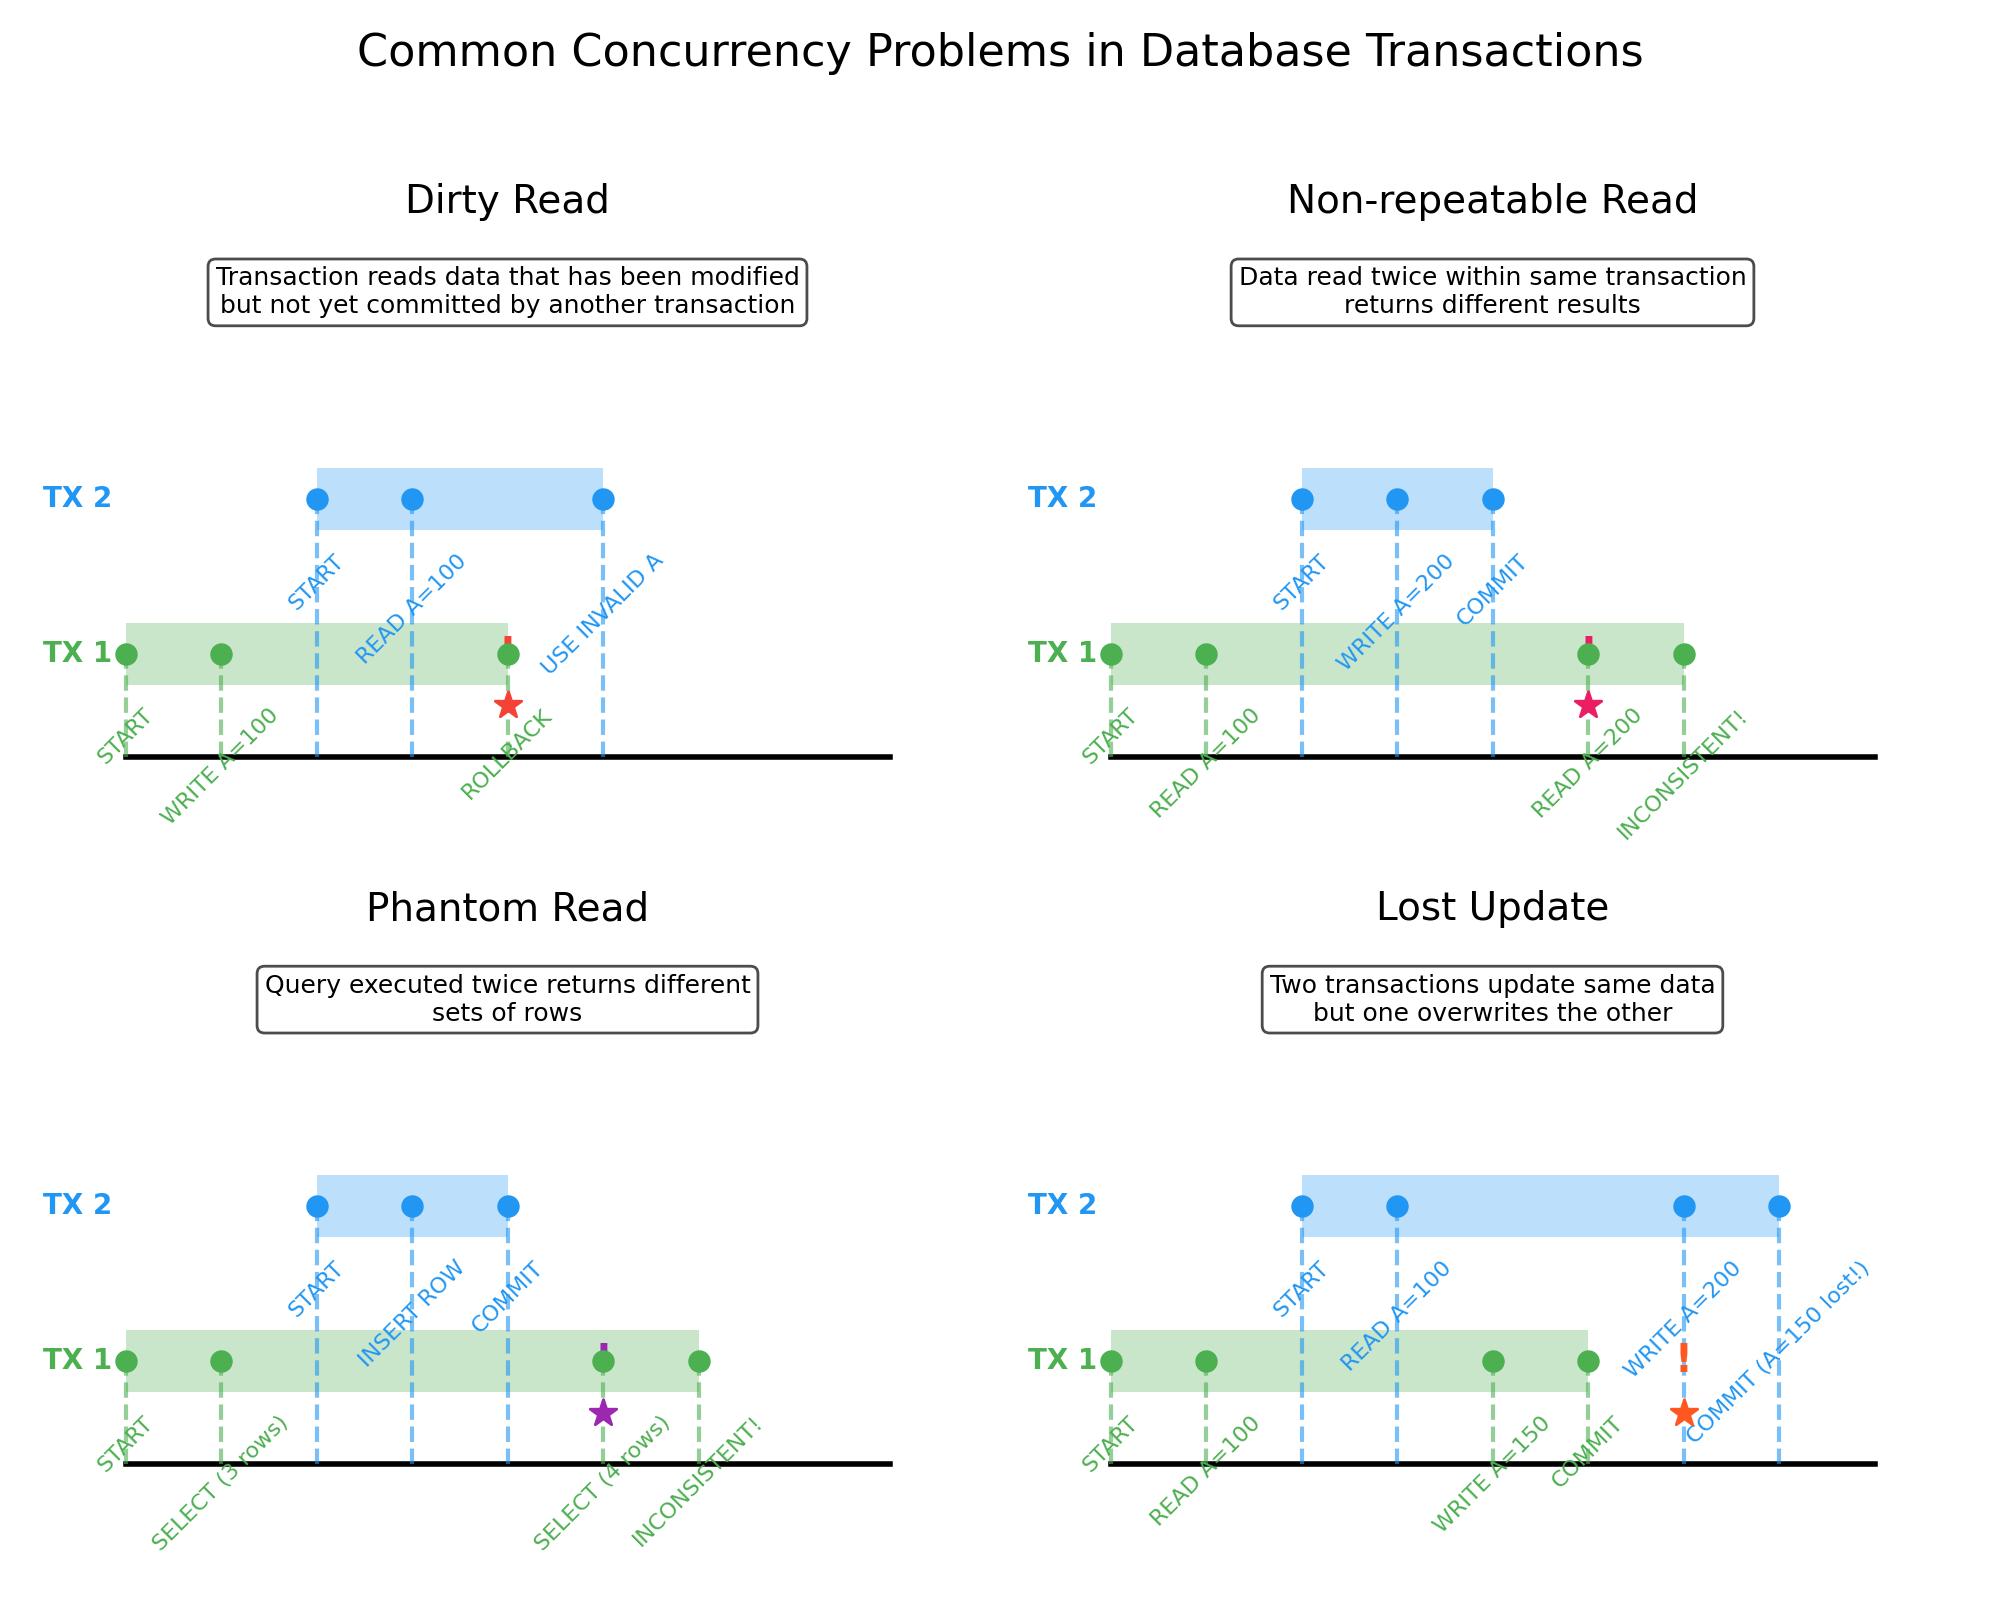 Common Concurrency Problems in Database Transactions
Dirty Read
Transaction reads data that has been modified
but not yet committed by another transaction
TX 2
START
READ A=100
USE INVALID A
TX 1
!
START
WRITE A=100
ROLLBACK
Non-repeatable Read
Data read twice within same transaction
returns different results
TX 2
START
WRITE A=200
COMMIT
TX 1
!
START
READ A=100
READ A=200
INCONSISTENT!
Phantom Read
Query executed twice returns different
sets of rows
TX 2
START
INSERT ROW
COMMIT
TX 1
!
START
SELECT (3 rows)
SELECT (4 rows)
INCONSISTENT!
Lost Update
Two transactions update same data
but one overwrites the other
TX 2
START
READ A=100
WRITE A=200
COMMIT (A=150 lost!)
TX 1
!
START
READ A=100
WRITE A=150
COMMIT